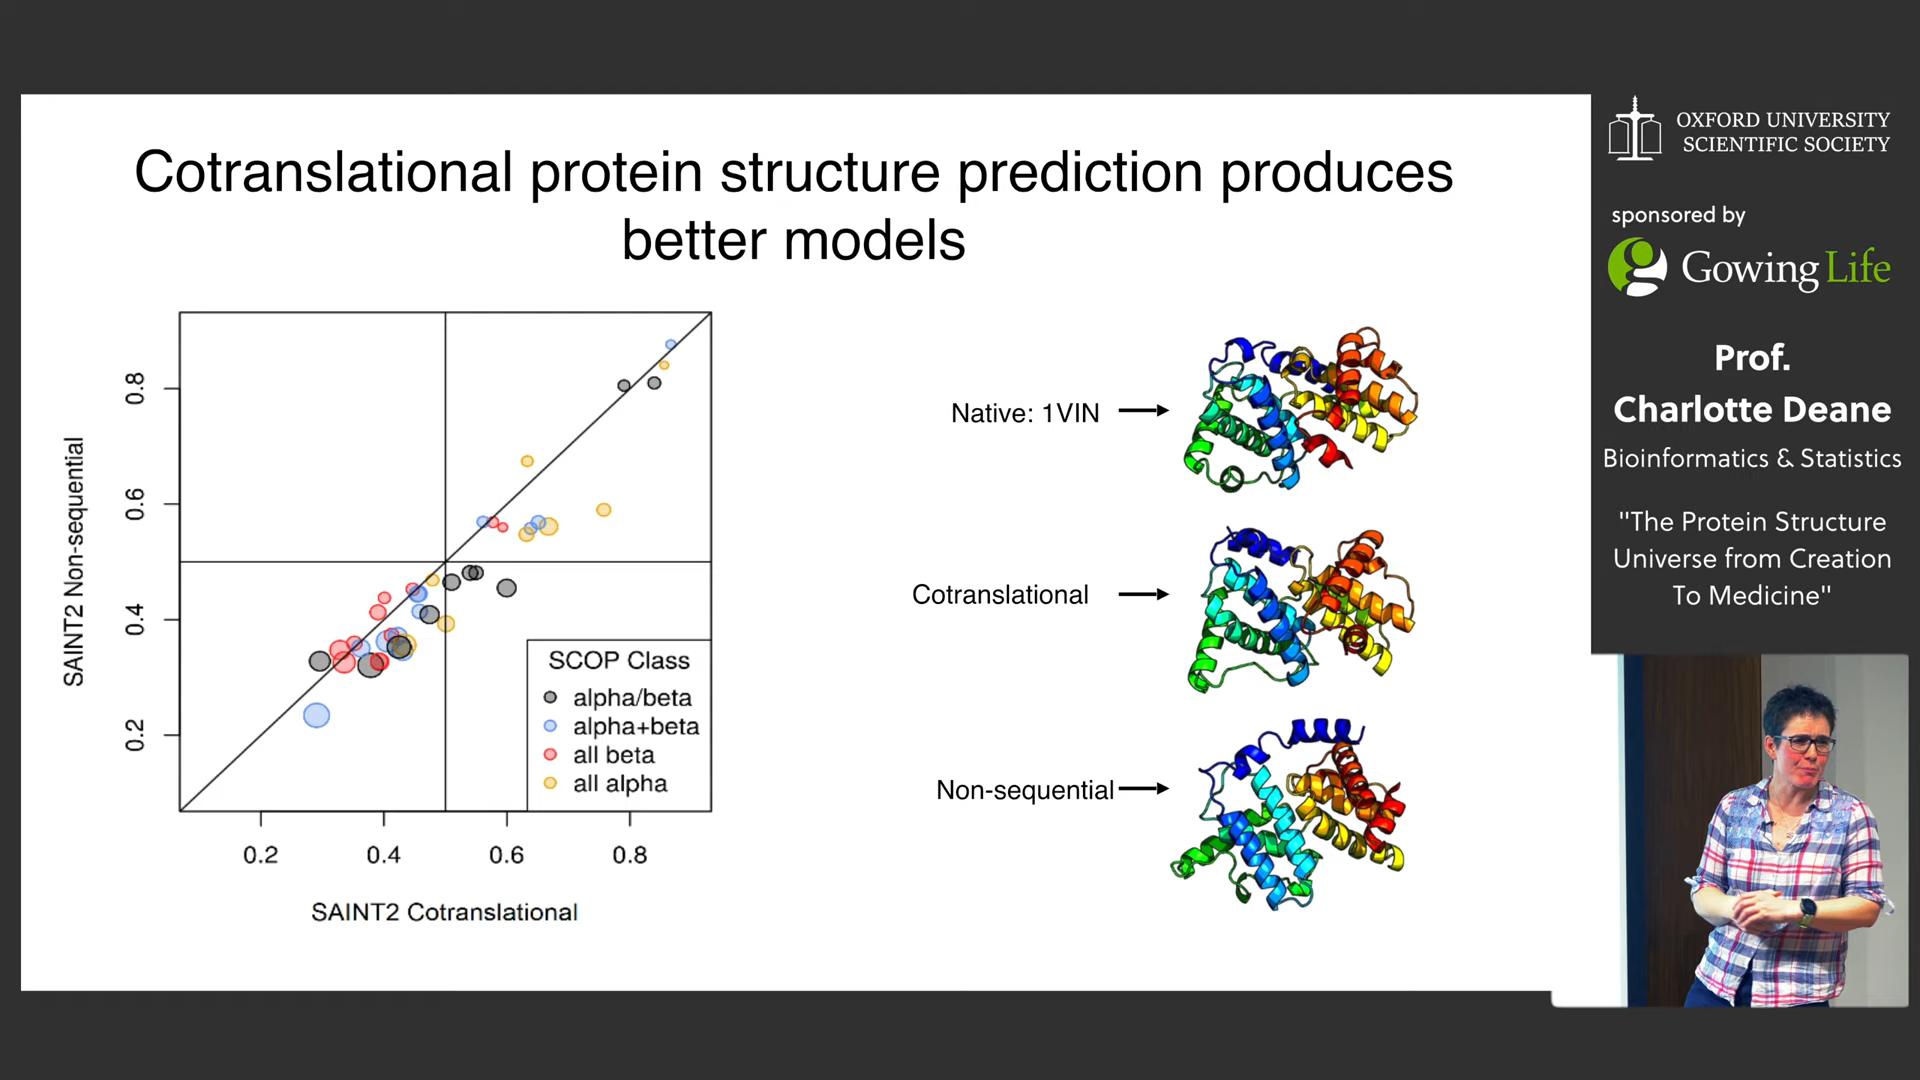 Cotranslational protein structure prediction produces
better models
SAINT2 Non-sequential
0.8
0.6
0.4
0.2
0.2 0.4 0.6 0.8
SAINT2 Cotranslational
SCOP Class
alpha/beta
alpha+beta
all beta
all alpha
Native: 1VIN
Cotranslational
Non-sequential
OXFORD UNIVERSITY
SCIENTIFIC SOCIETY
sponsored by
Gowing Life
Prof.
Charlotte Deane
Bioinformatics & Statistics
"The Protein Structure
Universe from Creation
To Medicine"